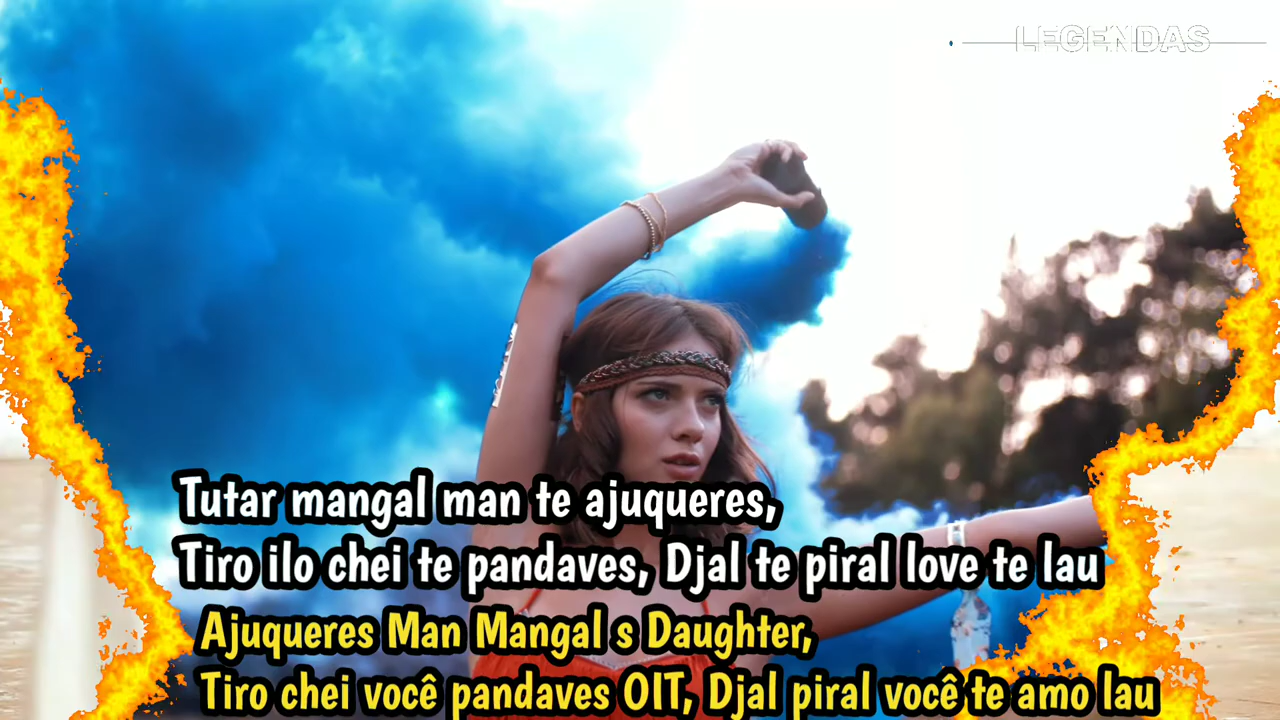 LEGENDAS
Tutar mangal man te ajuqueres,
Tiro ilo chei te pandaves, Djal te piral love te lau
Ajuqueres Man Mangal s Daughter,
Tiro chei você pandaves OIT, Djal piral você te amo lau